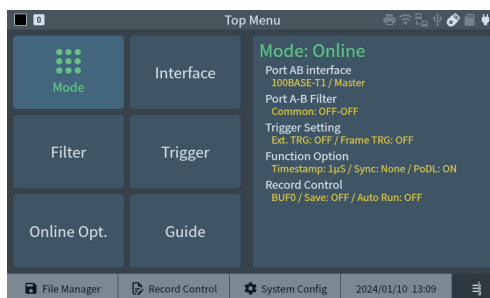 0
Top Menu
Mode
Interface
Filter
Trigger
Online Opt.
Guide
Mode: Online
Port AB interface
100BASE-T1 / Master
Port A-B Filter
Common: OFF-OFF
Trigger Setting
Ext. TRG: OFF / Frame TRG: OFF
Function Option
Timestamp: 1µS / Sync: None / PoDL: ON
Record Control
BUF0 / Save: OFF / Auto Run: OFF
File Manager
Record Control
System Config
2024/01/10 13:09